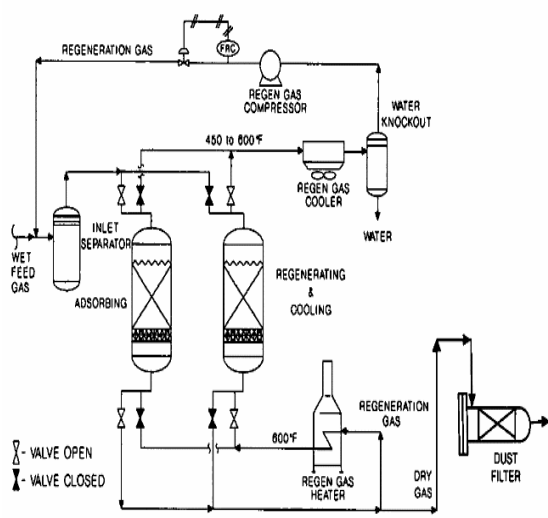 REGENERATION GAS
FRC
REGEN GAS
COMPRESSOR
WATER
KNOCKOUT
450 to 600°F
REGEN GAS
COOLER
WATER
INLET
SEPARATOR
WET
FEED
GAS
ADSORBING
REGENERATING
&
COOLING
REGENERATION
GAS
600°F
REGEN GAS
HEATER
DRY
GAS
DUST
FILTER
- VALVE OPEN
- VALVE CLOSED